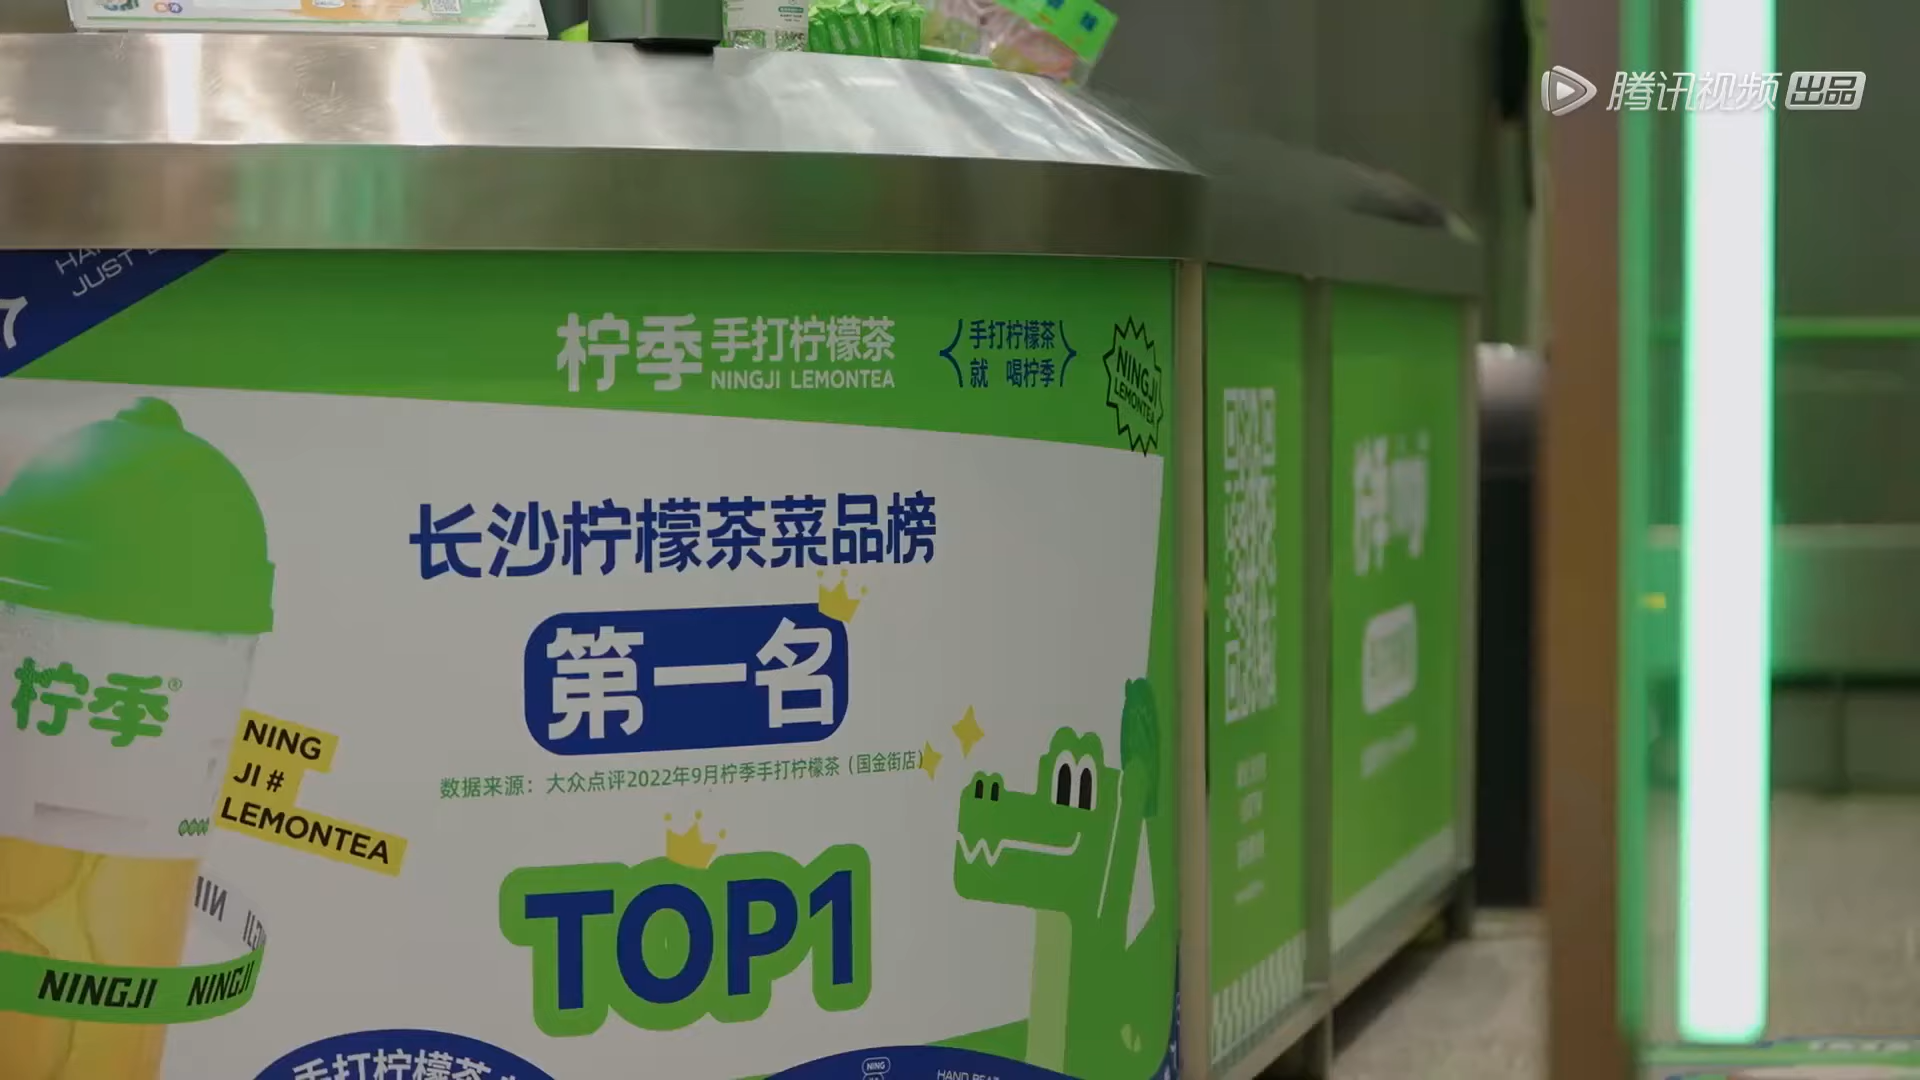 腾讯视频 出品
JUST
柠季 手打柠檬茶
NINGJI LEMONTEA
手打柠檬茶
就 喝柠季
NINGJI
LEMONTEA
长沙柠檬茶菜品榜
第一名
数据来源：大众点评2022年9月柠季手打柠檬茶（国金街店）
TOP1
柠季®
NING
JI #
LEMONTEA
NINGJI NINGJI
手打柠檬茶
NING
柠季